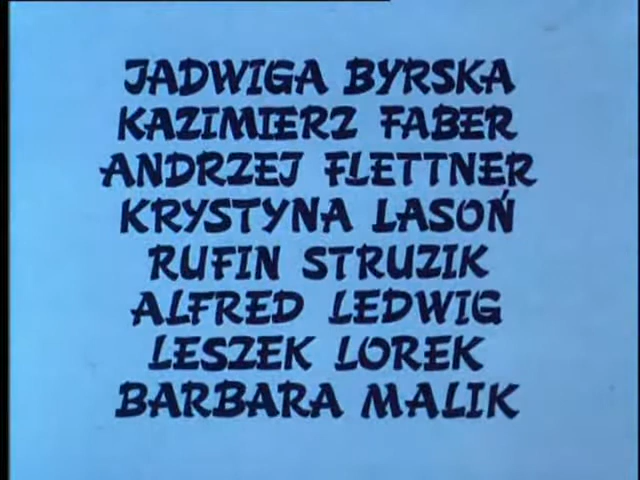 JADWIGA BYRSKA
KAZIMIERZ FABER
ANDRZEJ FLETTNER
KRYSTYNA LASOŃ
RUFIN STRUZIK
ALFRED LEDWIG
LESZEK LOREK
BARBARA MALIK